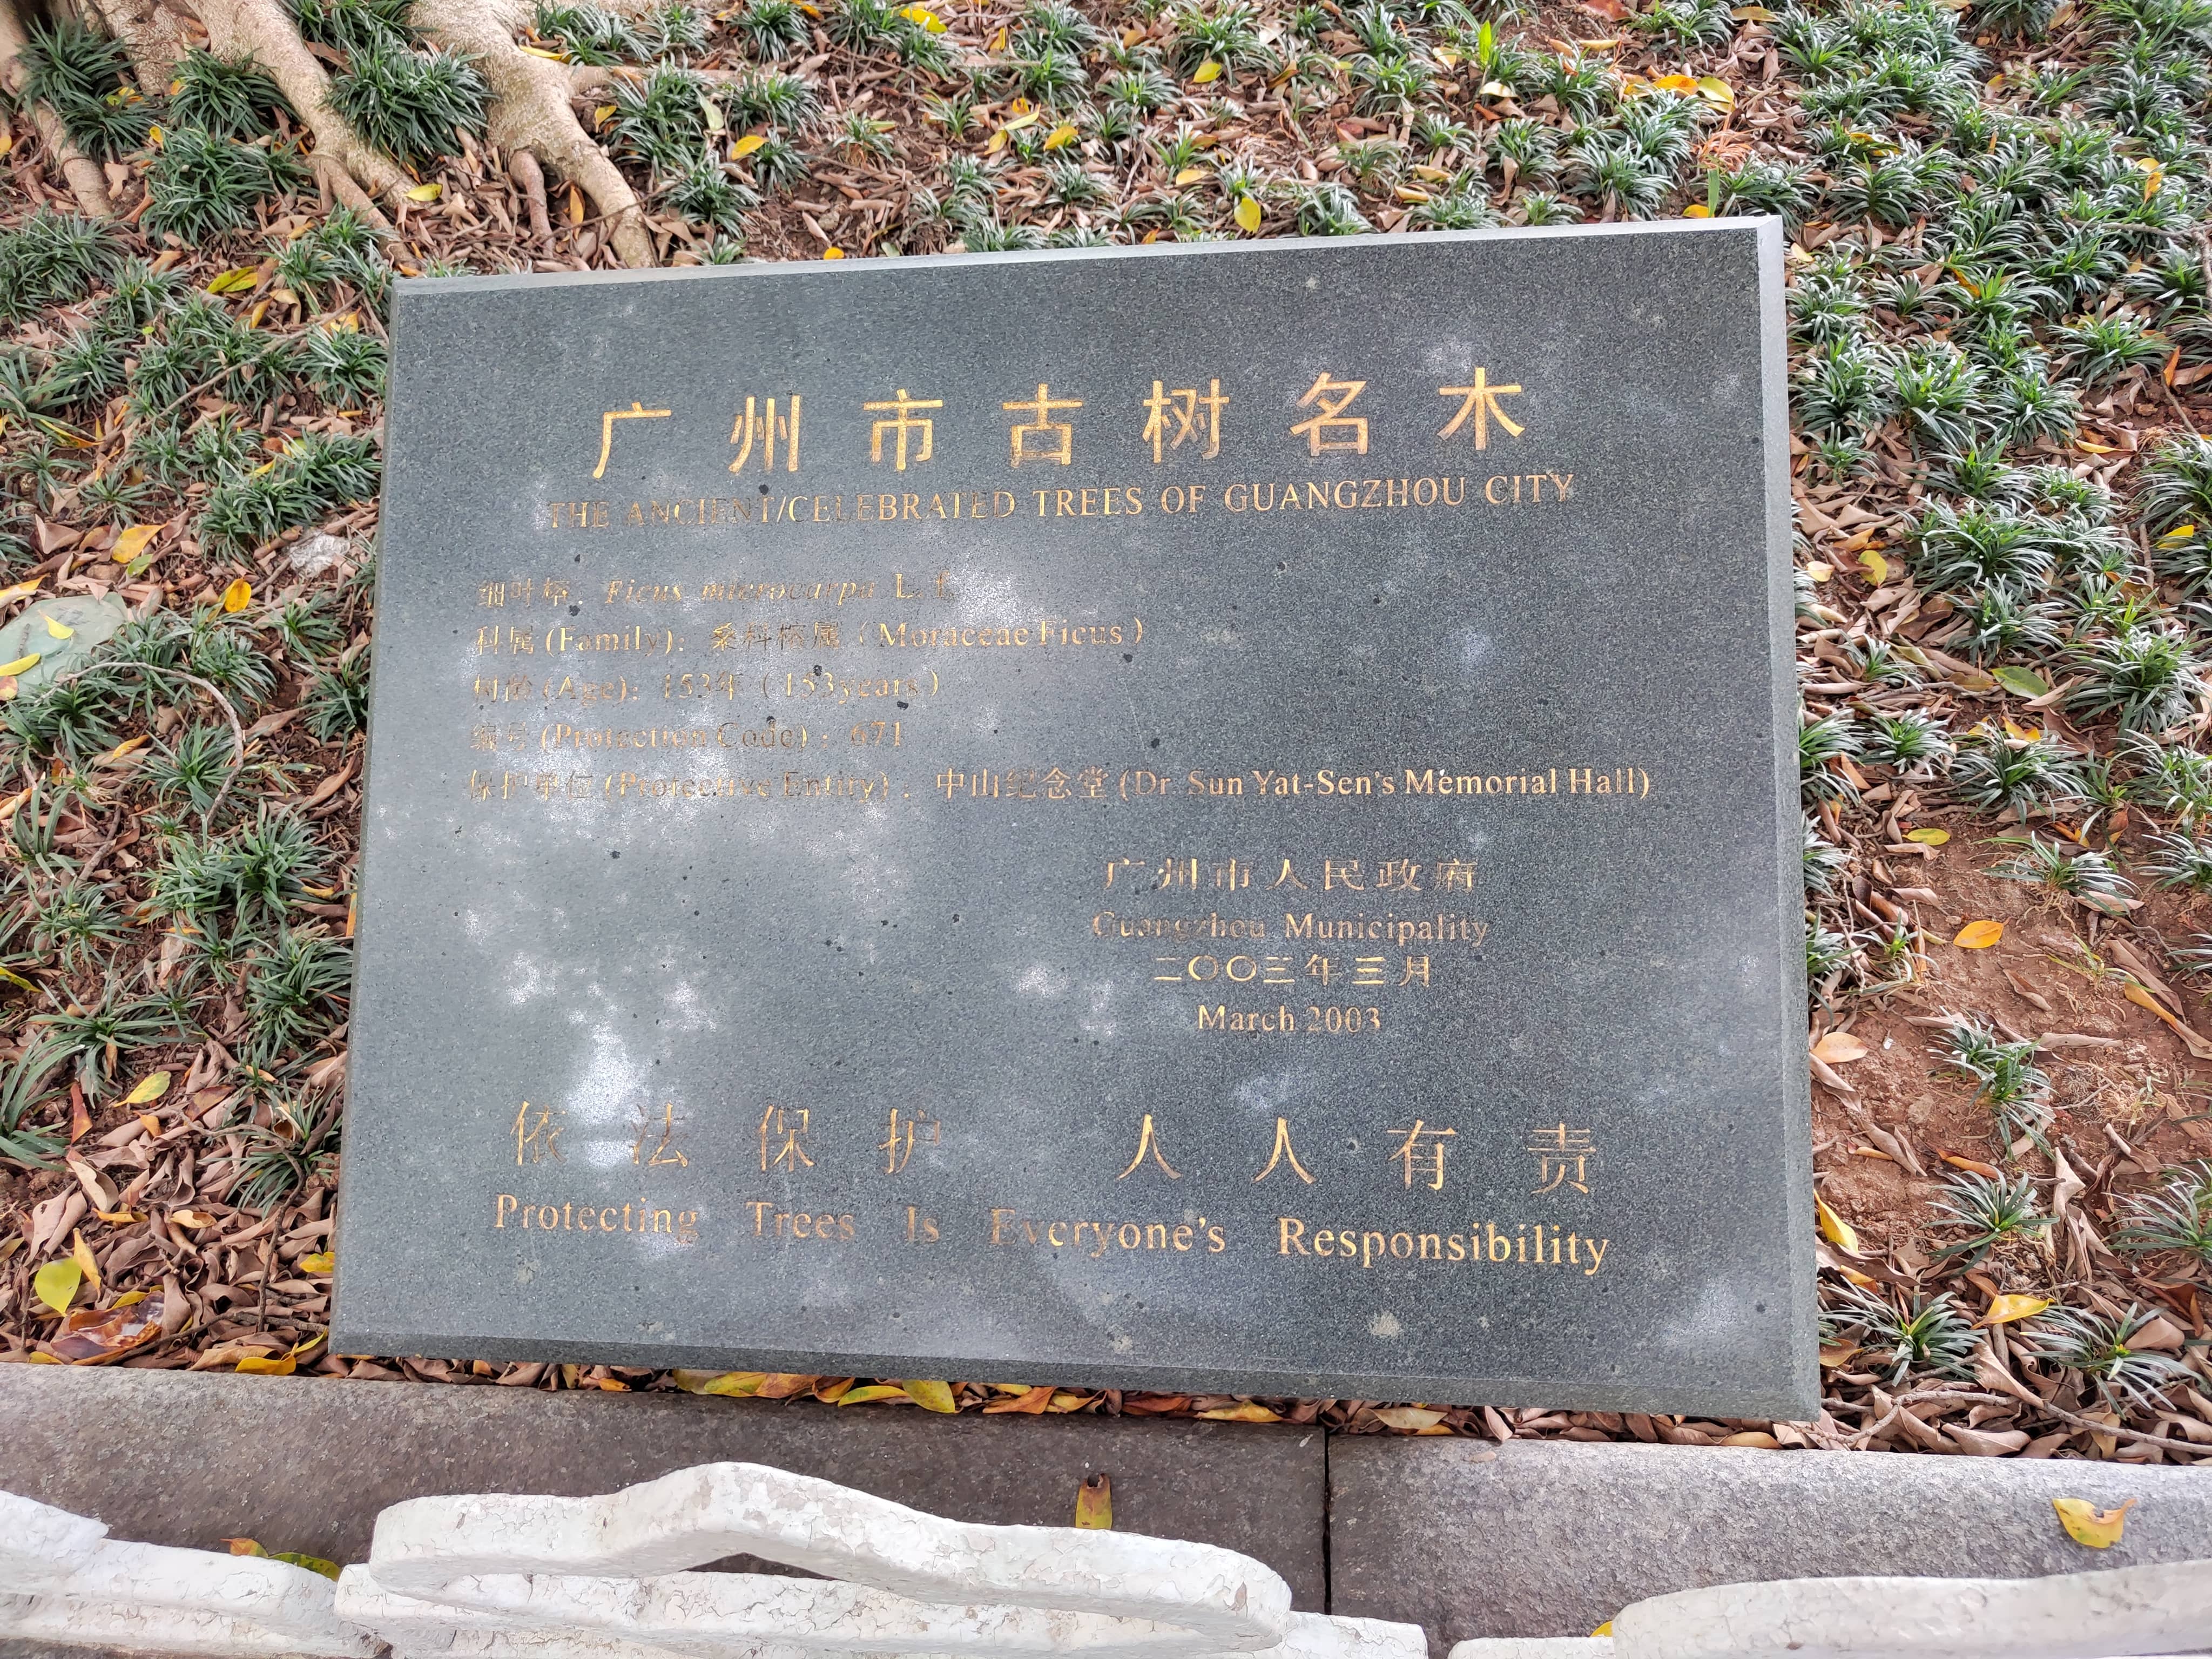 广州市古树名木
THE ANCIENT/CELEBRATED TREES OF GUANGZHOU CITY
细叶榕：Ficus microcarpa L. f.
科属(Family)：桑科榕属（Moraceae Ficus）
树龄(Age)：153年（153years）
编号(Protection Code)：671
保护单位(Protective Entity)：中山纪念堂(Dr. Sun Yat-Sen's Memorial Hall)
广州市人民政府
Guangzhou Municipality
二〇〇三年三月
March 2003
依法保护 人人有责
Protecting Trees Is Everyone's Responsibility